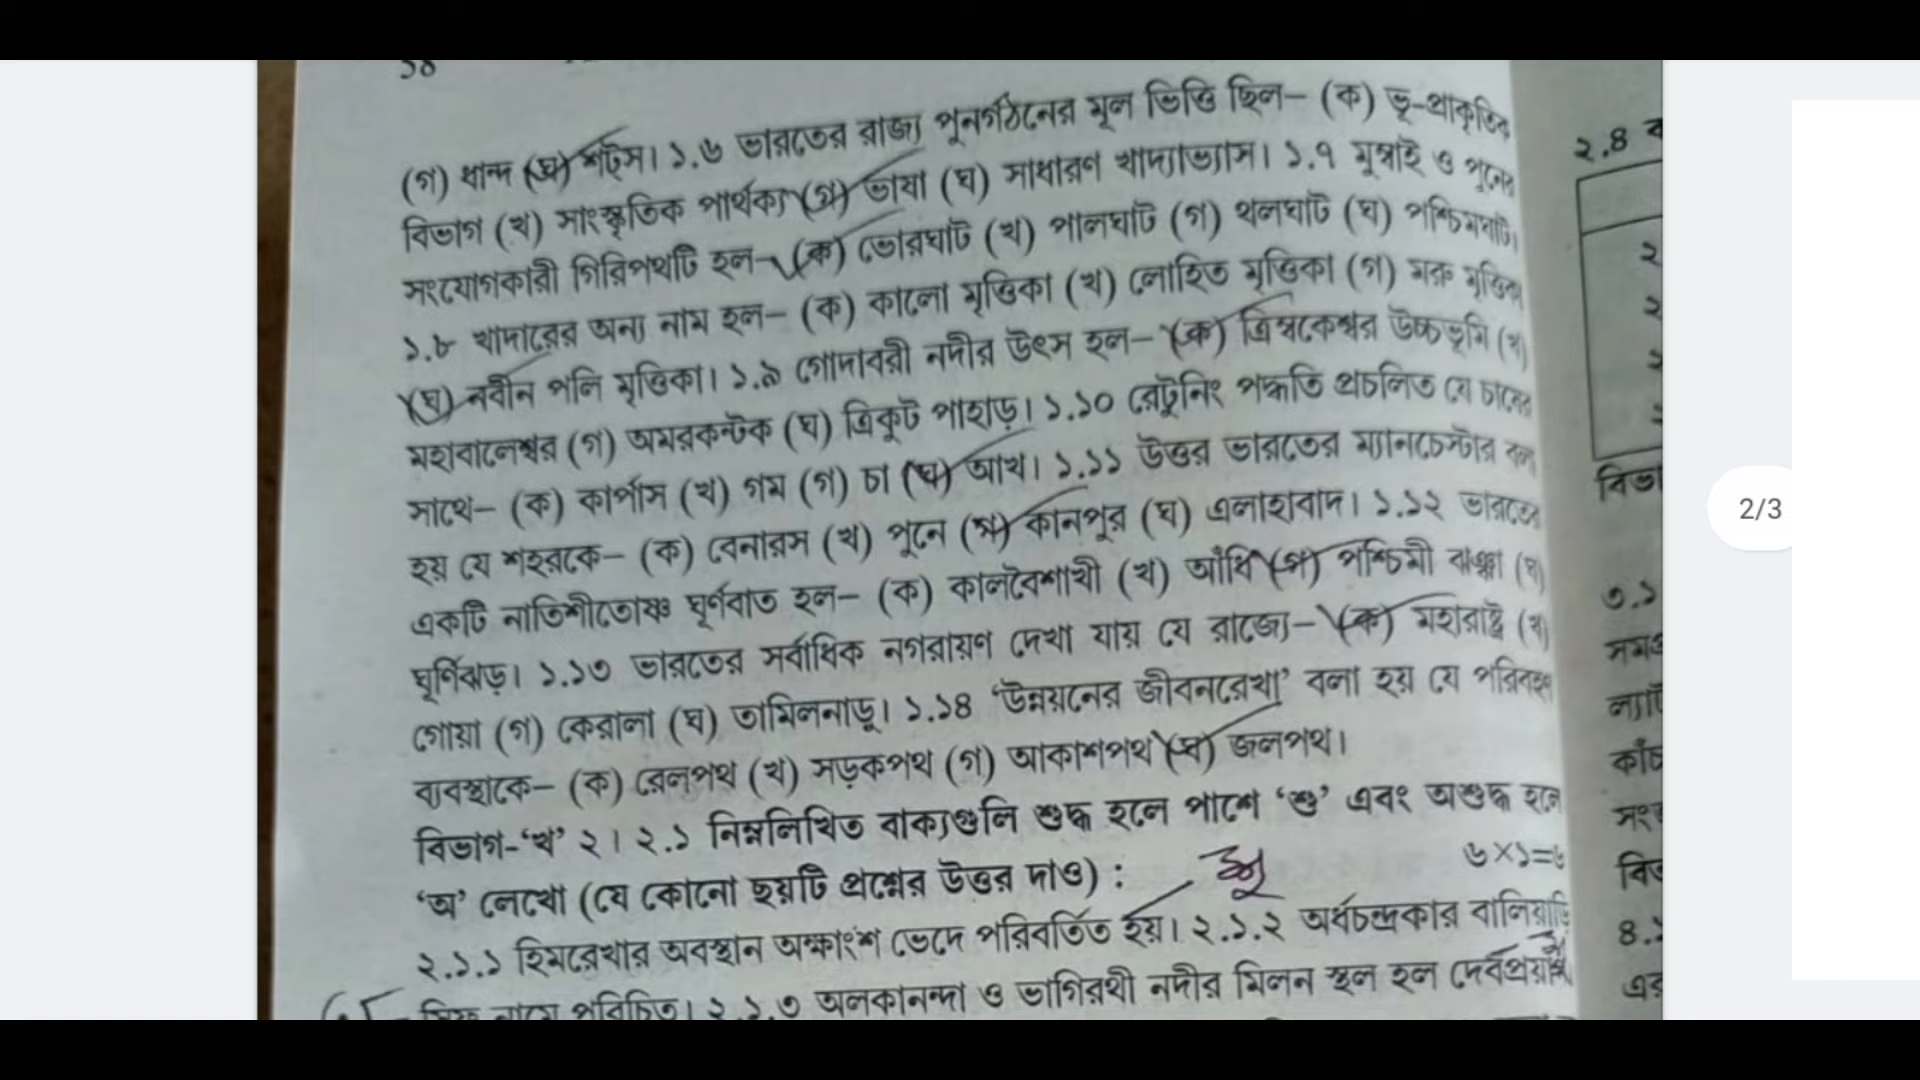 (গ) ধান্দ (ঘ) শটস। ১.৬ ভারতের রাজ্য পুনর্গঠনের মূল ভিত্তি ছিল– (ক) ভূ-প্রাকৃতিক
২.৪
বিভাগ (খ) সাংস্কৃতিক পার্থক্য (গ) ভাষা (ঘ) সাধারণ খাদ্যাভ্যাস। ১.৭ মুম্বাই ও পুনের
সংযোগকারী গিরিপথটি হল– (ক) ভোরঘাট (খ) পালঘাট (গ) থলঘাট (ঘ) পশ্চিমঘাট।
১.৮ খাদারের অন্য নাম হল– (ক) কালো মৃত্তিকা (খ) লোহিত মৃত্তিকা (গ) মরু মৃত্তিকা
(ঘ) নবীন পলি মৃত্তিকা। ১.৯ গোদাবরী নদীর উৎস হল– (ক) ত্রিম্বকেশ্বর উচ্চভূমি (খ)
মহাবালেশ্বর (গ) অমরকন্টক (ঘ) ত্রিকুট পাহাড়। ১.১০ রেটুনিং পদ্ধতি প্রচলিত যে চাষের
সাথে– (ক) কার্পাস (খ) গম (গ) চা (ঘ) আখ। ১.১১ উত্তর ভারতের ম্যানচেস্টার বলা
হয় যে শহরকে– (ক) বেনারস (খ) পুনে (গ) কানপুর (ঘ) এলাহাবাদ। ১.১২ ভারতের
2/3
একটি নাতিশীতোষ্ণ ঘূর্ণবাত হল– (ক) কালবৈশাখী (খ) আঁধি (গ) পশ্চিমী ঝঞ্ঝা (ঘ)
৩.১
ঘূর্ণিঝড়। ১.১৩ ভারতের সর্বাধিক নগরায়ণ দেখা যায় যে রাজ্যে– (ক) মহারাষ্ট্র (খ)
গোয়া (গ) কেরালা (ঘ) তামিলনাড়ু। ১.১৪ ‘উন্নয়নের জীবনরেখা’ বলা হয় যে পরিবহণ
ব্যবস্থাকে– (ক) রেলপথ (খ) সড়কপথ (গ) আকাশপথ (ঘ) জলপথ।
বিভাগ-‘খ’ ২। ২.১ নিম্নলিখিত বাক্যগুলি শুদ্ধ হলে পাশে ‘শু’ এবং অশুদ্ধ হলে
‘অ’ লেখো (যে কোনো ছয়টি প্রশ্নের উত্তর দাও) : শু ৬×১=৬
২.১.১ হিমরেখার অবস্থান অক্ষাংশ ভেদে পরিবর্তিত হয়। ২.১.২ অর্ধচন্দ্রকার বালিয়াড়ি
নামে পরিচিত। ২.১.৩ অলকানন্দা ও ভাগিরথী নদীর মিলন স্থল হল দেবপ্রয়াগ